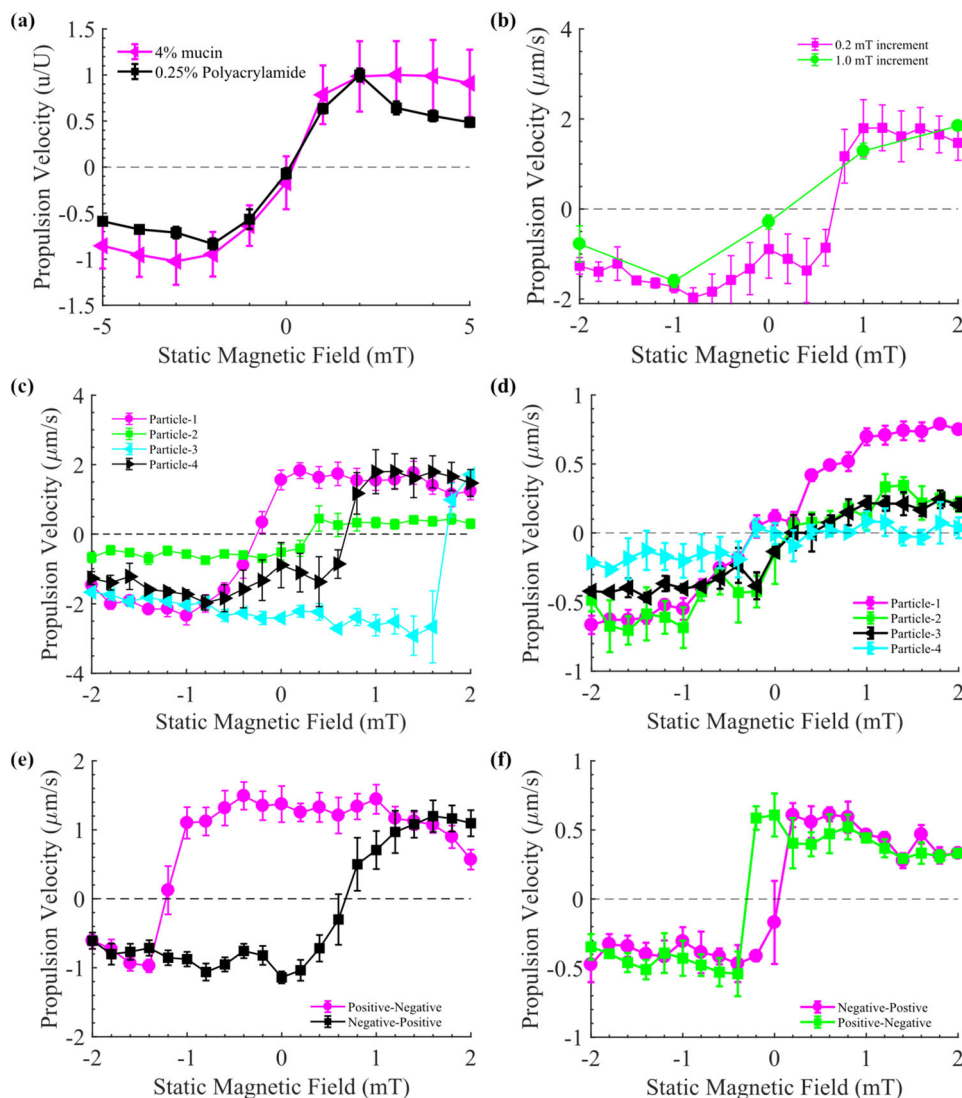 (a)
4% mucin
0.25% Polyacrylamide
Propulsion Velocity (u/U)
1.5
1
0.5
0
-0.5
-1
-1.5
-5
0
5
Static Magnetic Field (mT)
(b)
0.2 mT increment
1.0 mT increment
Propulsion Velocity (μm/s)
4
2
0
-2
-2
-1
0
1
2
Static Magnetic Field (mT)
(c)
Particle-1
Particle-2
Particle-3
Particle-4
Propulsion Velocity (μm/s)
4
2
0
-2
-4
-2
-1
0
1
2
Static Magnetic Field (mT)
(d)
Particle-1
Particle-2
Particle-3
Particle-4
Propulsion Velocity (μm/s)
1
0.5
0
-0.5
-1
-2
-1
0
1
2
Static Magnetic Field (mT)
(e)
Positive-Negative
Negative-Positive
Propulsion Velocity (μm/s)
2
1
0
-1
-2
-2
-1
0
1
2
Static Magnetic Field (mT)
(f)
Negative-Postive
Positive-Negative
Propulsion Velocity (μm/s)
1
0.5
0
-0.5
-1
-2
-1
0
1
2
Static Magnetic Field (mT)